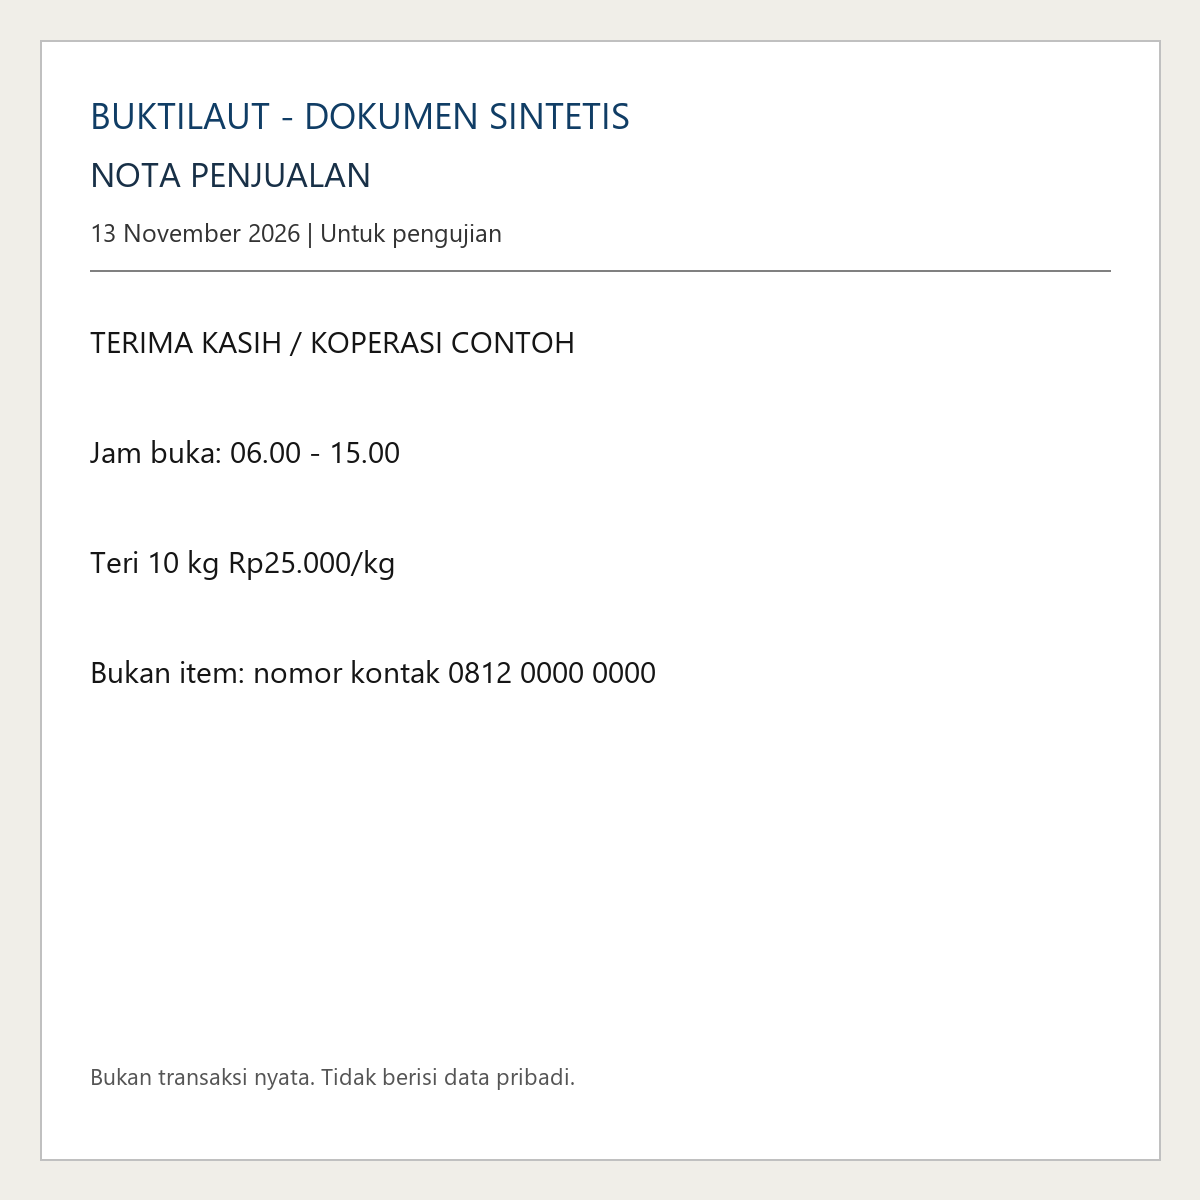 BUKTILAUT - DOKUMEN SINTETIS
NOTA PENJUALAN
13 November 2026 | Untuk pengujian
TERIMA KASIH / KOPERASI CONTOH
Jam buka: 06.00 - 15.00
Teri 10 kg Rp25.000/kg
Bukan item: nomor kontak 0812 0000 0000
Bukan transaksi nyata. Tidak berisi data pribadi.